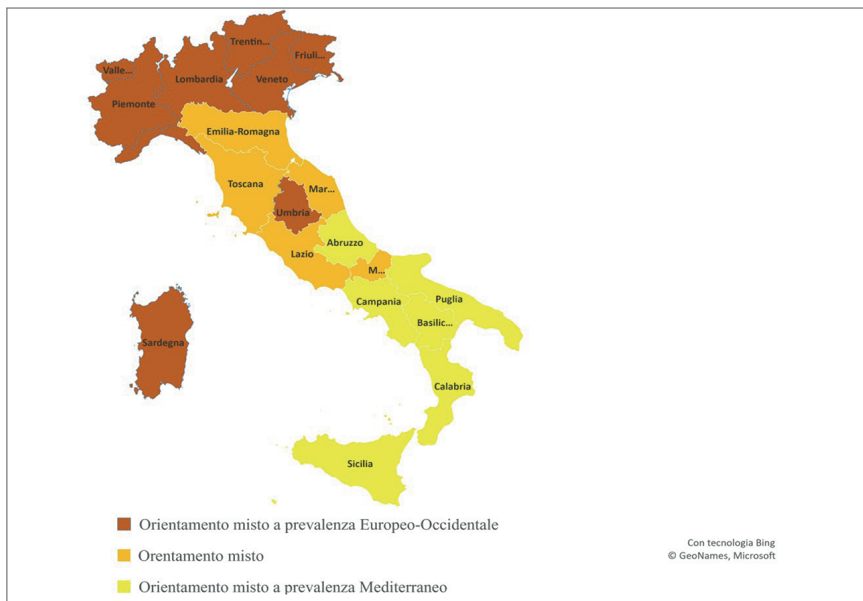 Trentin...
Friuli...
Valle...
Lombardia
Veneto
Piemonte
Emilia-Romagna
Toscana
Mar...
Umbria
Abruzzo
Lazio
M...
Campania
Puglia
Basilic...
Sardegna
Calabria
Sicilia
Orientamento misto a prevalenza Europeo-Occidentale
Orentamento misto
Orientamento misto a prevalenza Mediterraneo
Con tecnologia Bing
© GeoNames, Microsoft